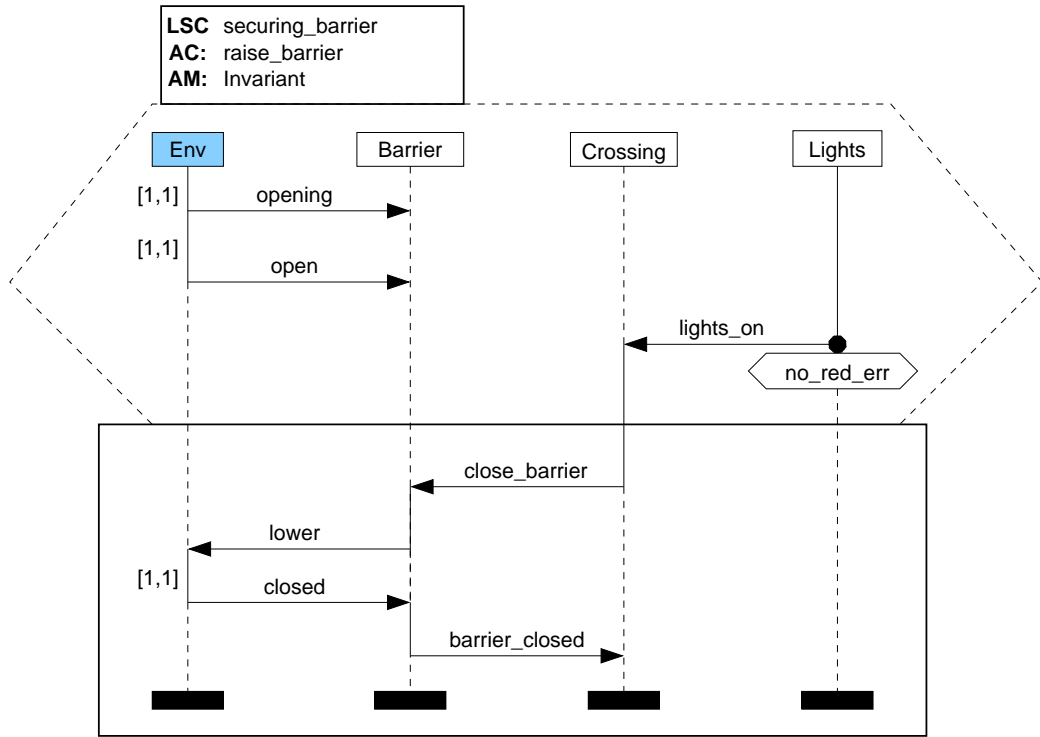 LSC securing_barrier
AC: raise_barrier
AM: Invariant
Env Barrier Crossing Lights
[1,1] opening
[1,1]
open
lights_on
no_red_err
close_barrier
lower
[1,1] closed
barrier_closed